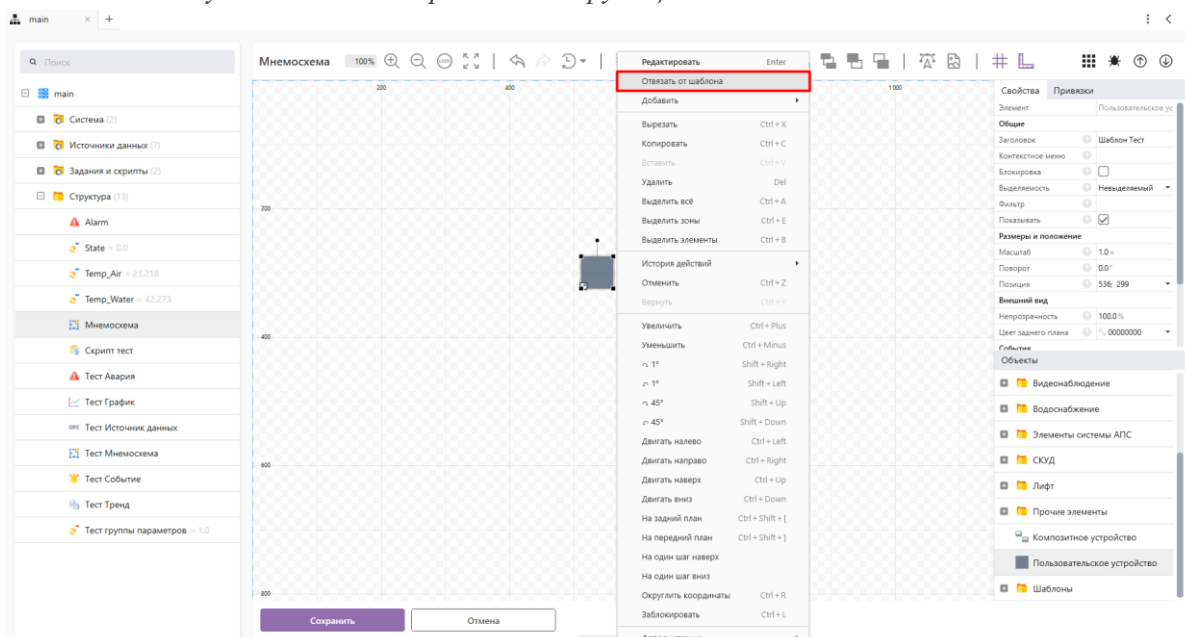 main × +
Поиск
main
Система (2)
Источники данных (7)
Задания и скрипты (2)
Структура (13)
Alarm
State = 0,0
Temp_Air = 23,218
Temp_Water = 42,273
Мнемосхема
Скрипт тест
Тест Авария
Тест График
OPC Тест Источник данных
Тест Мнемосхема
Тест Событие
Тест Тренд
Тест группы параметров = 1.0
Мнемосхема 100%
200 400 1000
200
400
600
800
Редактировать Enter
Отвязать от шаблона
Добавить
Вырезать Ctrl + X
Копировать Ctrl + C
Вставить Ctrl + V
Удалить Del
Выделить всё Ctrl + A
Выделить зоны Ctrl + E
Выделить элементы Ctrl + B
История действий
Отменить Ctrl + Z
Вернуть Ctrl + Y
Увеличить Ctrl + Plus
Уменьшить Ctrl + Minus
1° Shift + Right
1° Shift + Left
45° Shift + Up
45° Shift + Down
Двигать налево Ctrl + Left
Двигать направо Ctrl + Right
Двигать наверх Ctrl + Up
Двигать вниз Ctrl + Down
На задний план Ctrl + Shift + [
На передний план Ctrl + Shift + ]
На один шаг наверх
На один шаг вниз
Округлить координаты Ctrl + R
Заблокировать Ctrl + L
Сохранить Отмена
Свойства Привязки
Элемент Пользовательское ус
Общие
Заголовок Шаблон Тест
Контекстное меню
Блокировка
Выделяемость Невыделяемый
Фильтр
Показывать
Размеры и положение
Масштаб 1.0 ×
Поворот 0.0 °
Позиция 536; 299
Внешний вид
Непрозрачность 100.0 %
Цвет заднего плана 00000000
События
Объекты
Видеонаблюдение
Водоснабжение
Элементы системы АПС
СКУД
Лифт
Прочие элементы
Композитное устройство
Пользовательское устройство
Шаблоны